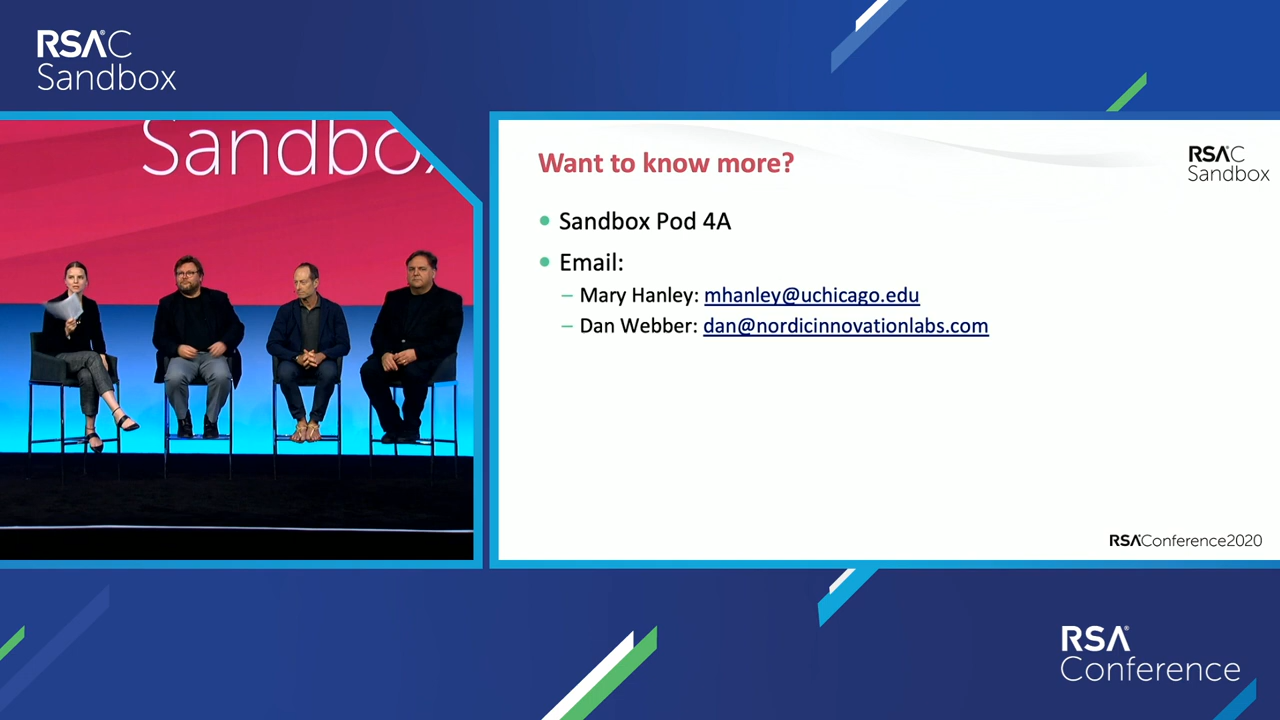 RSAC
Sandbox
Sandbox
Want to know more?
RSAC
Sandbox
• Sandbox Pod 4A
• Email:
– Mary Hanley: mhanley@uchicago.edu
– Dan Webber: dan@nordicinnovationlabs.com
RSAConference2020
RSA®
Conference